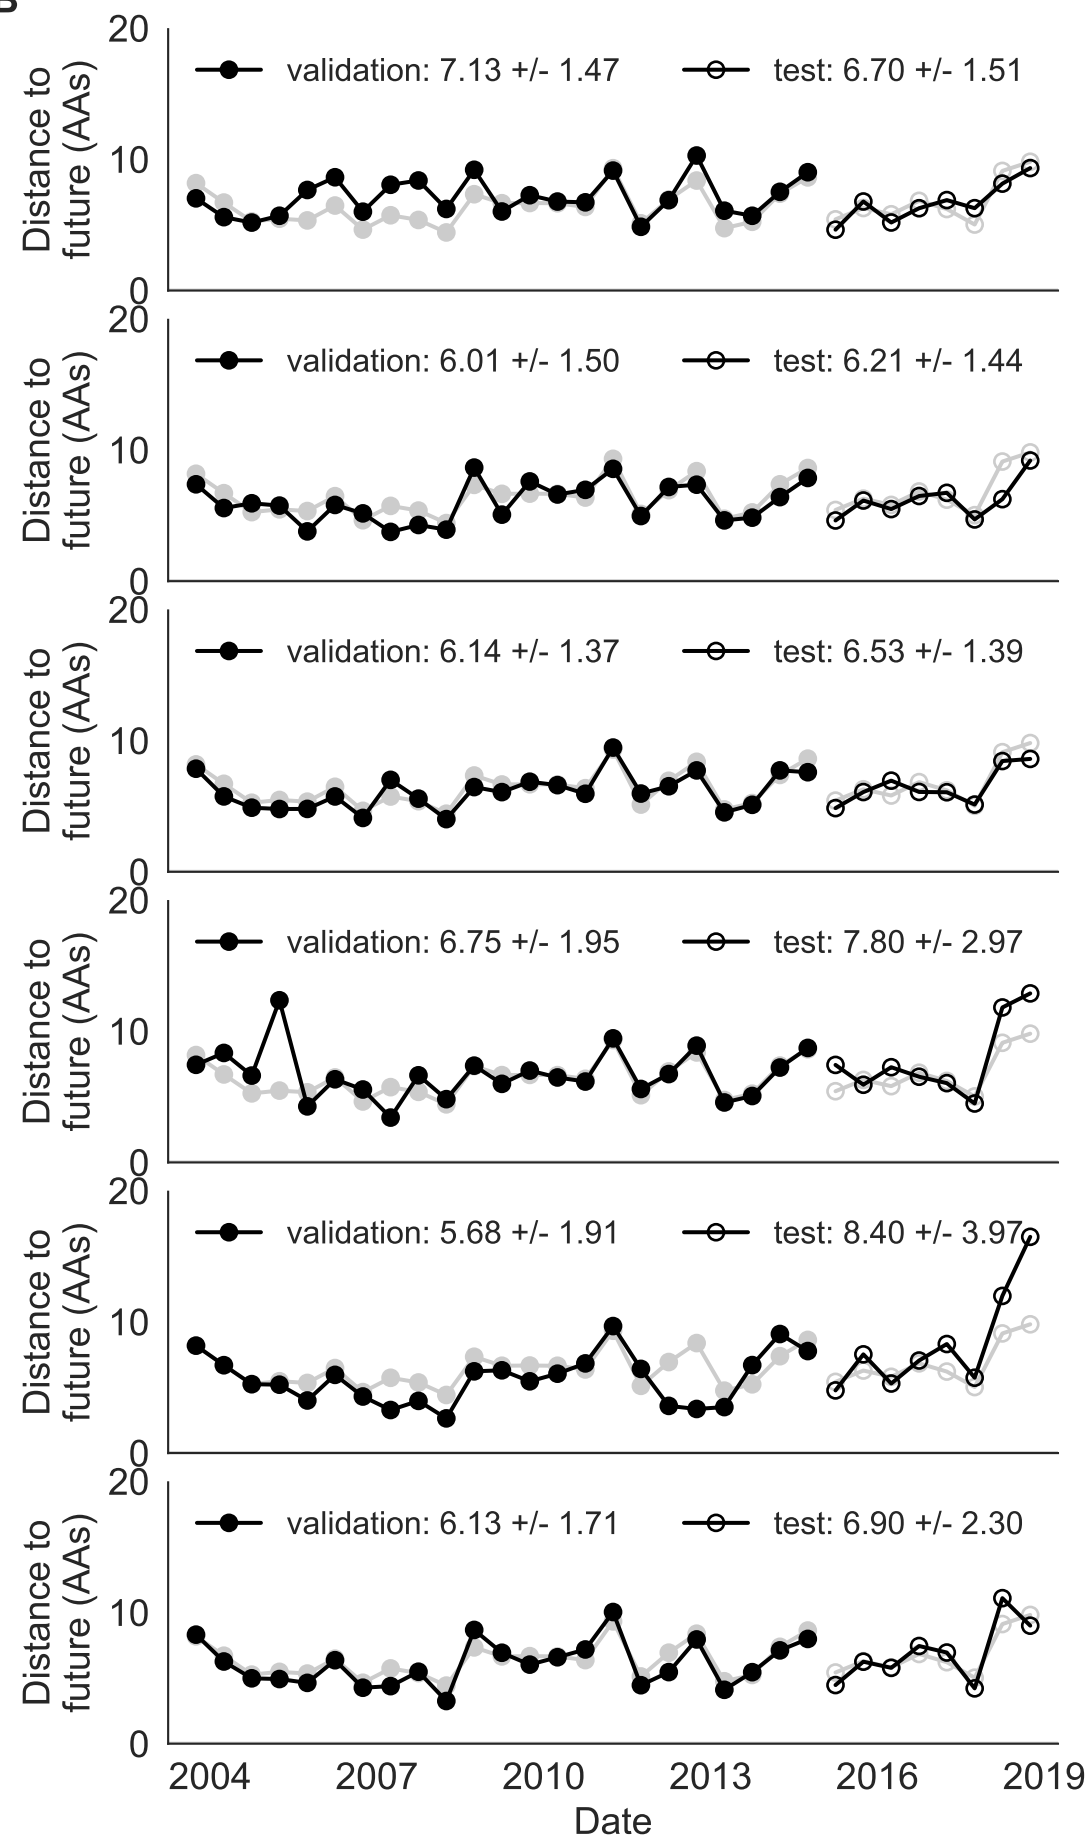 B
20
validation: 7.13 +/- 1.47 test: 6.70 +/- 1.51
10
0
Distance to
future (AAs)
20
validation: 6.01 +/- 1.50 test: 6.21 +/- 1.44
10
0
Distance to
future (AAs)
20
validation: 6.14 +/- 1.37 test: 6.53 +/- 1.39
10
0
Distance to
future (AAs)
20
validation: 6.75 +/- 1.95 test: 7.80 +/- 2.97
10
0
Distance to
future (AAs)
20
validation: 5.68 +/- 1.91 test: 8.40 +/- 3.97
10
0
Distance to
future (AAs)
20
validation: 6.13 +/- 1.71 test: 6.90 +/- 2.30
10
0
Distance to
future (AAs)
2004 2007 2010 2013 2016 2019
Date